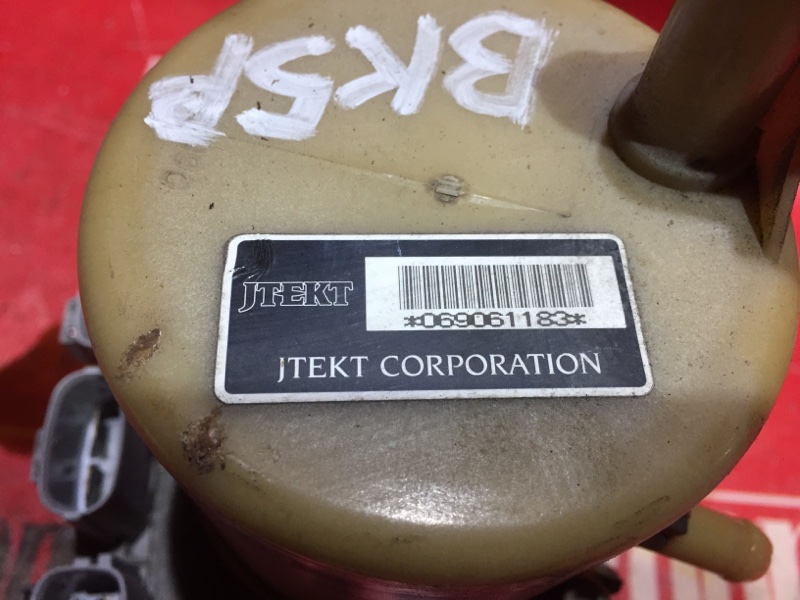 BK5P
JTEKT
*069061183*
JTEKT CORPORATION